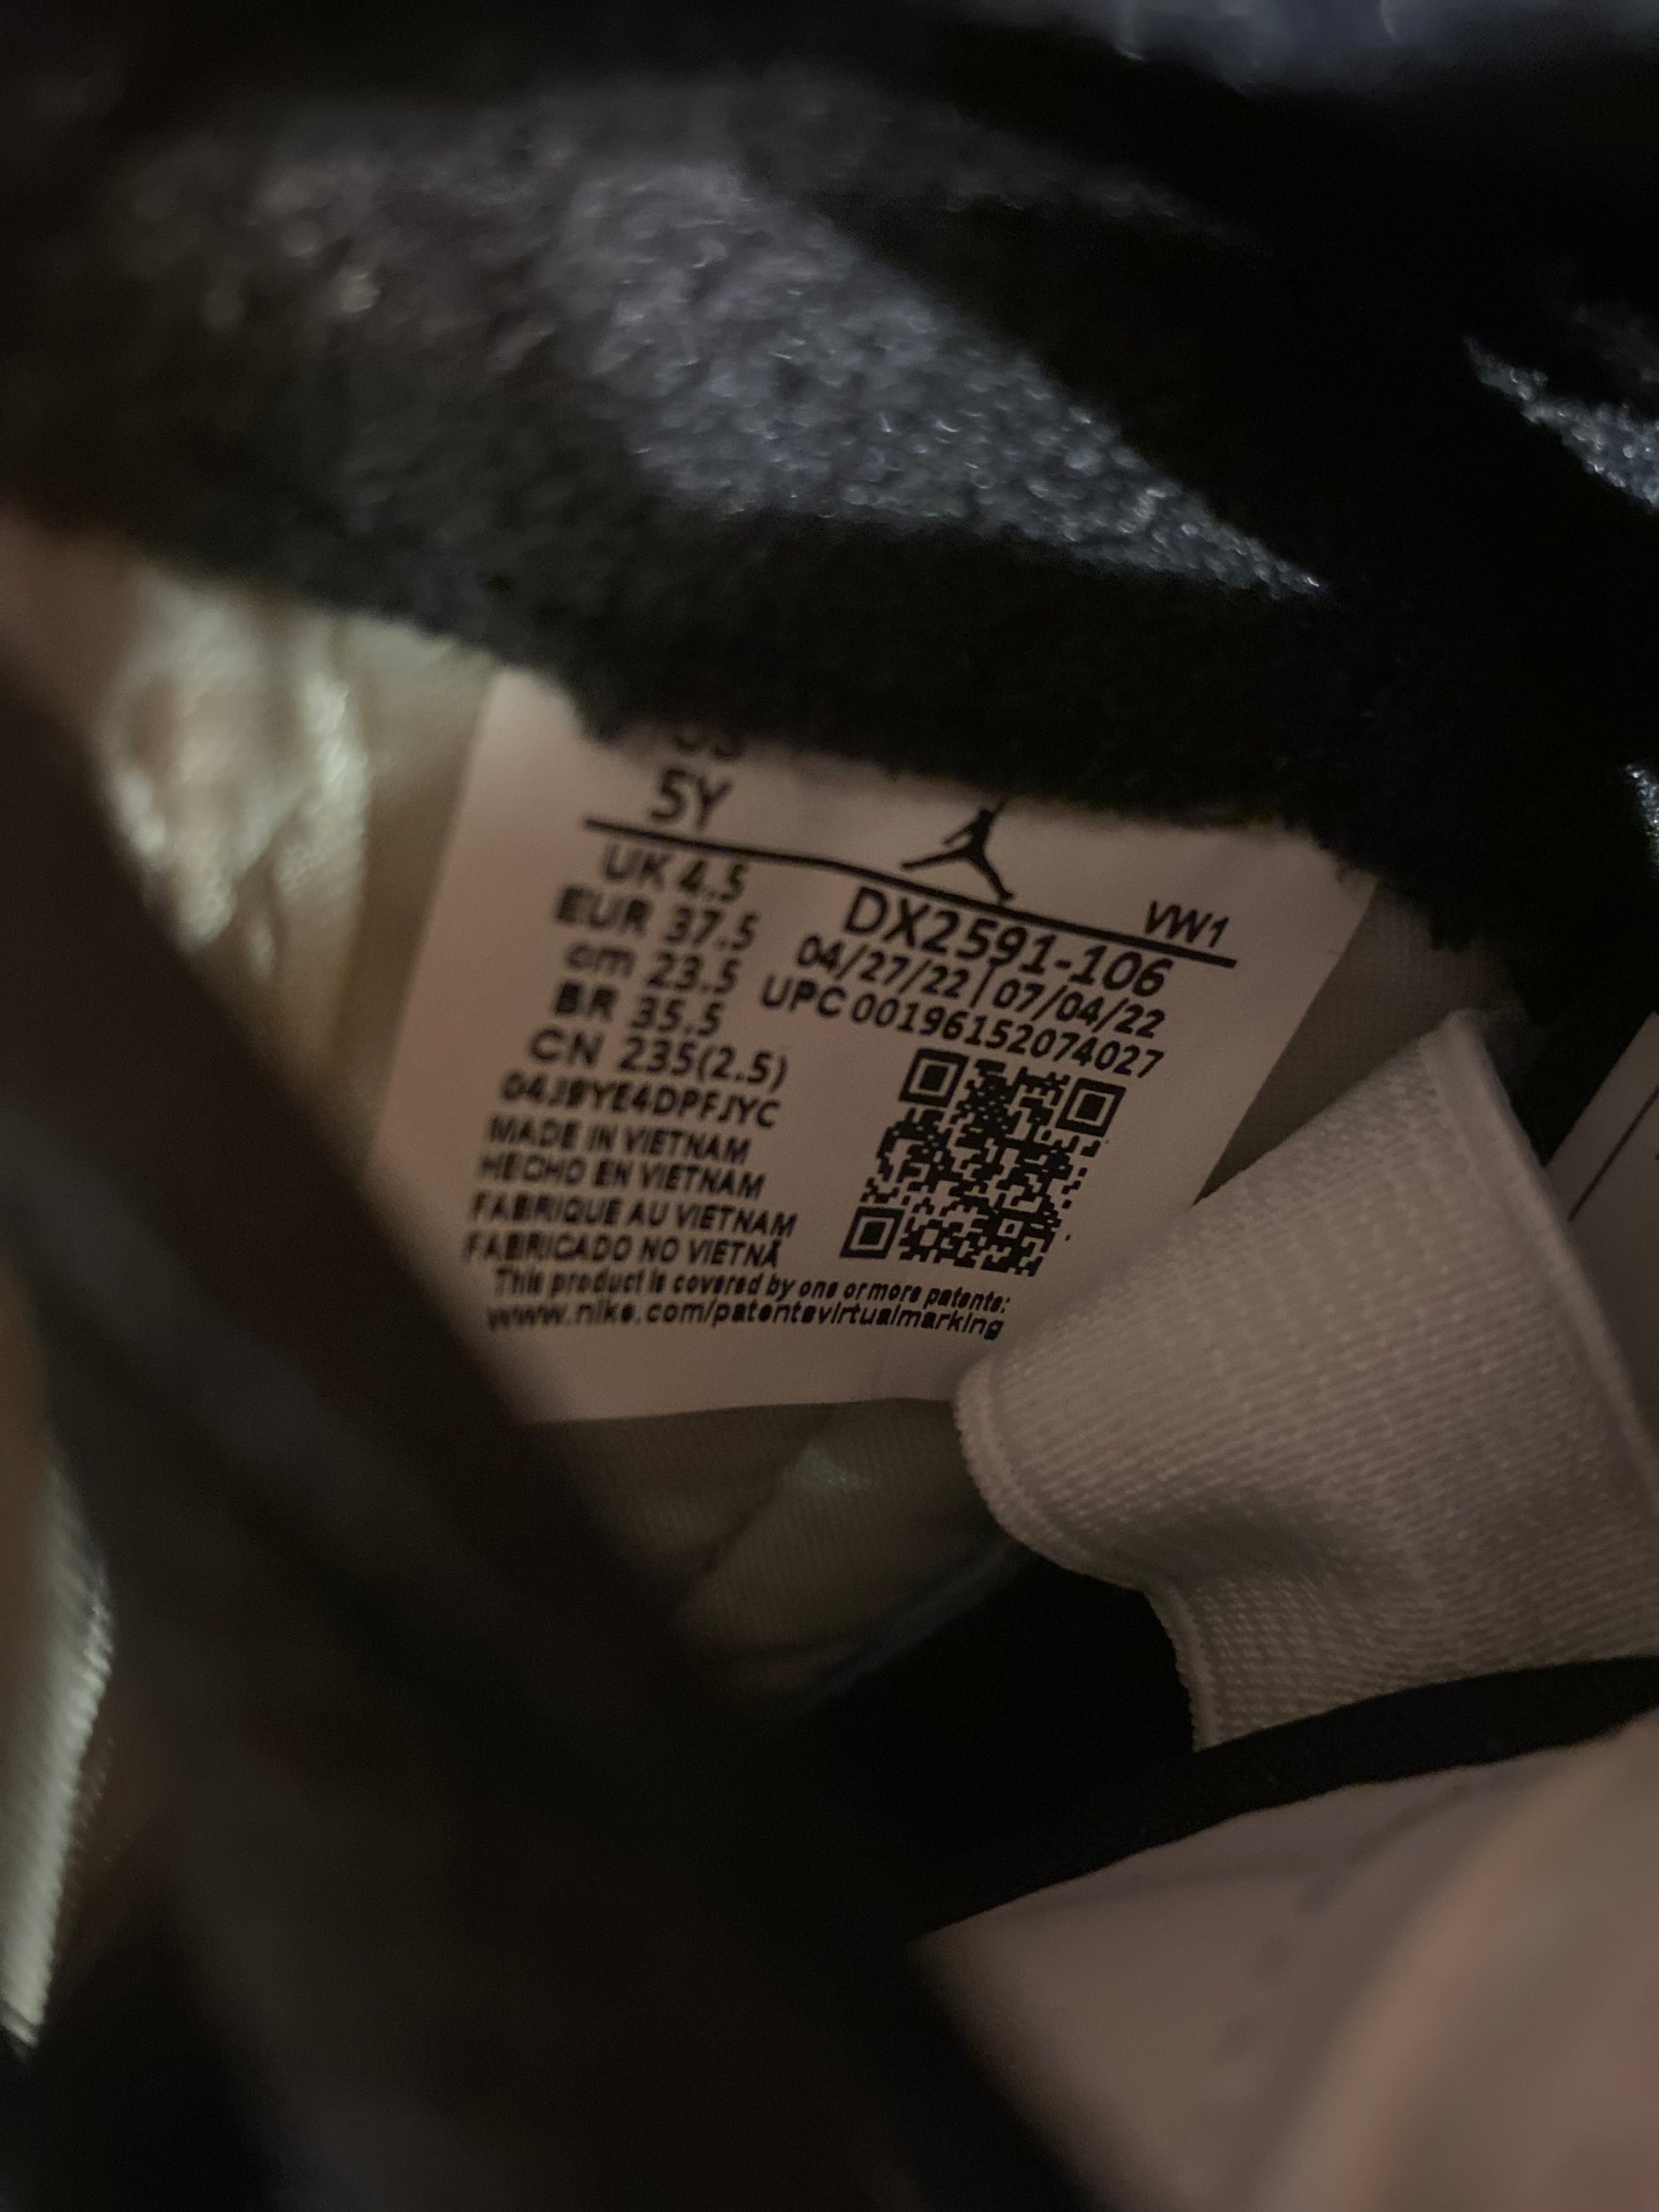 US
5Y
UK 4.5
EUR 37.5
cm 23.5
BR 35.5
CN 235(2.5)
04J9YE4DPFJYC
MADE IN VIETNAM
HECHO EN VIETNAM
FABRIQUE AU VIETNAM
FABRICADO NO VIETNÃ
VW1
DX2591-106
04/27/22 | 07/04/22
UPC 00196152074027
This product is covered by one or more patents:
www.nike.com/patentsvirtualmarking